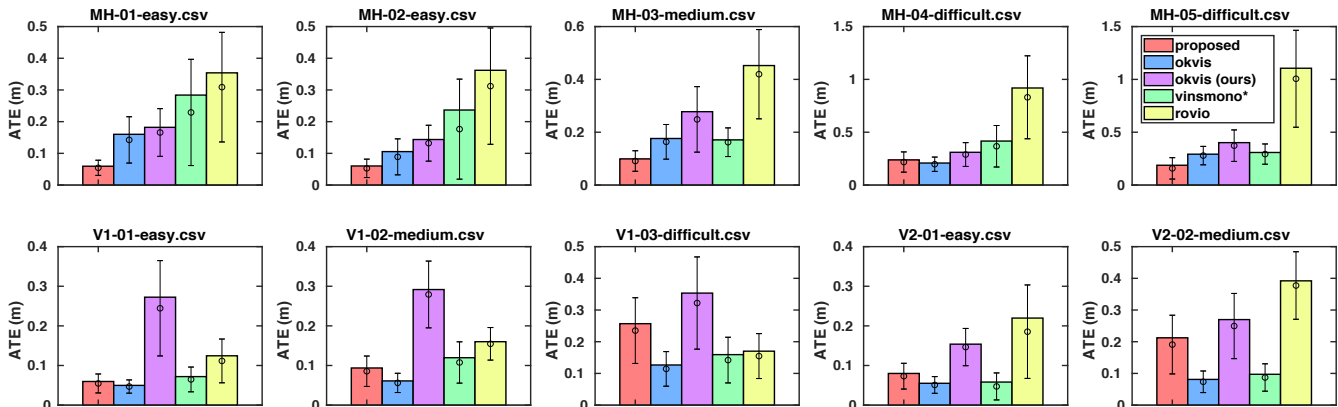 MH-01-easy.csv
ATE (m)
0.5
0.4
0.3
0.2
0.1
0
MH-02-easy.csv
ATE (m)
0.5
0.4
0.3
0.2
0.1
0
MH-03-medium.csv
ATE (m)
0.6
0.4
0.2
0
MH-04-difficult.csv
ATE (m)
1.5
1
0.5
0
MH-05-difficult.csv
ATE (m)
1.5
1
0.5
0
proposed
okvis
okvis (ours)
vinsmono*
rovio
V1-01-easy.csv
ATE (m)
0.4
0.3
0.2
0.1
0
V1-02-medium.csv
ATE (m)
0.4
0.3
0.2
0.1
0
V1-03-difficult.csv
ATE (m)
0.5
0.4
0.3
0.2
0.1
0
V2-01-easy.csv
ATE (m)
0.4
0.3
0.2
0.1
0
V2-02-medium.csv
ATE (m)
0.5
0.4
0.3
0.2
0.1
0